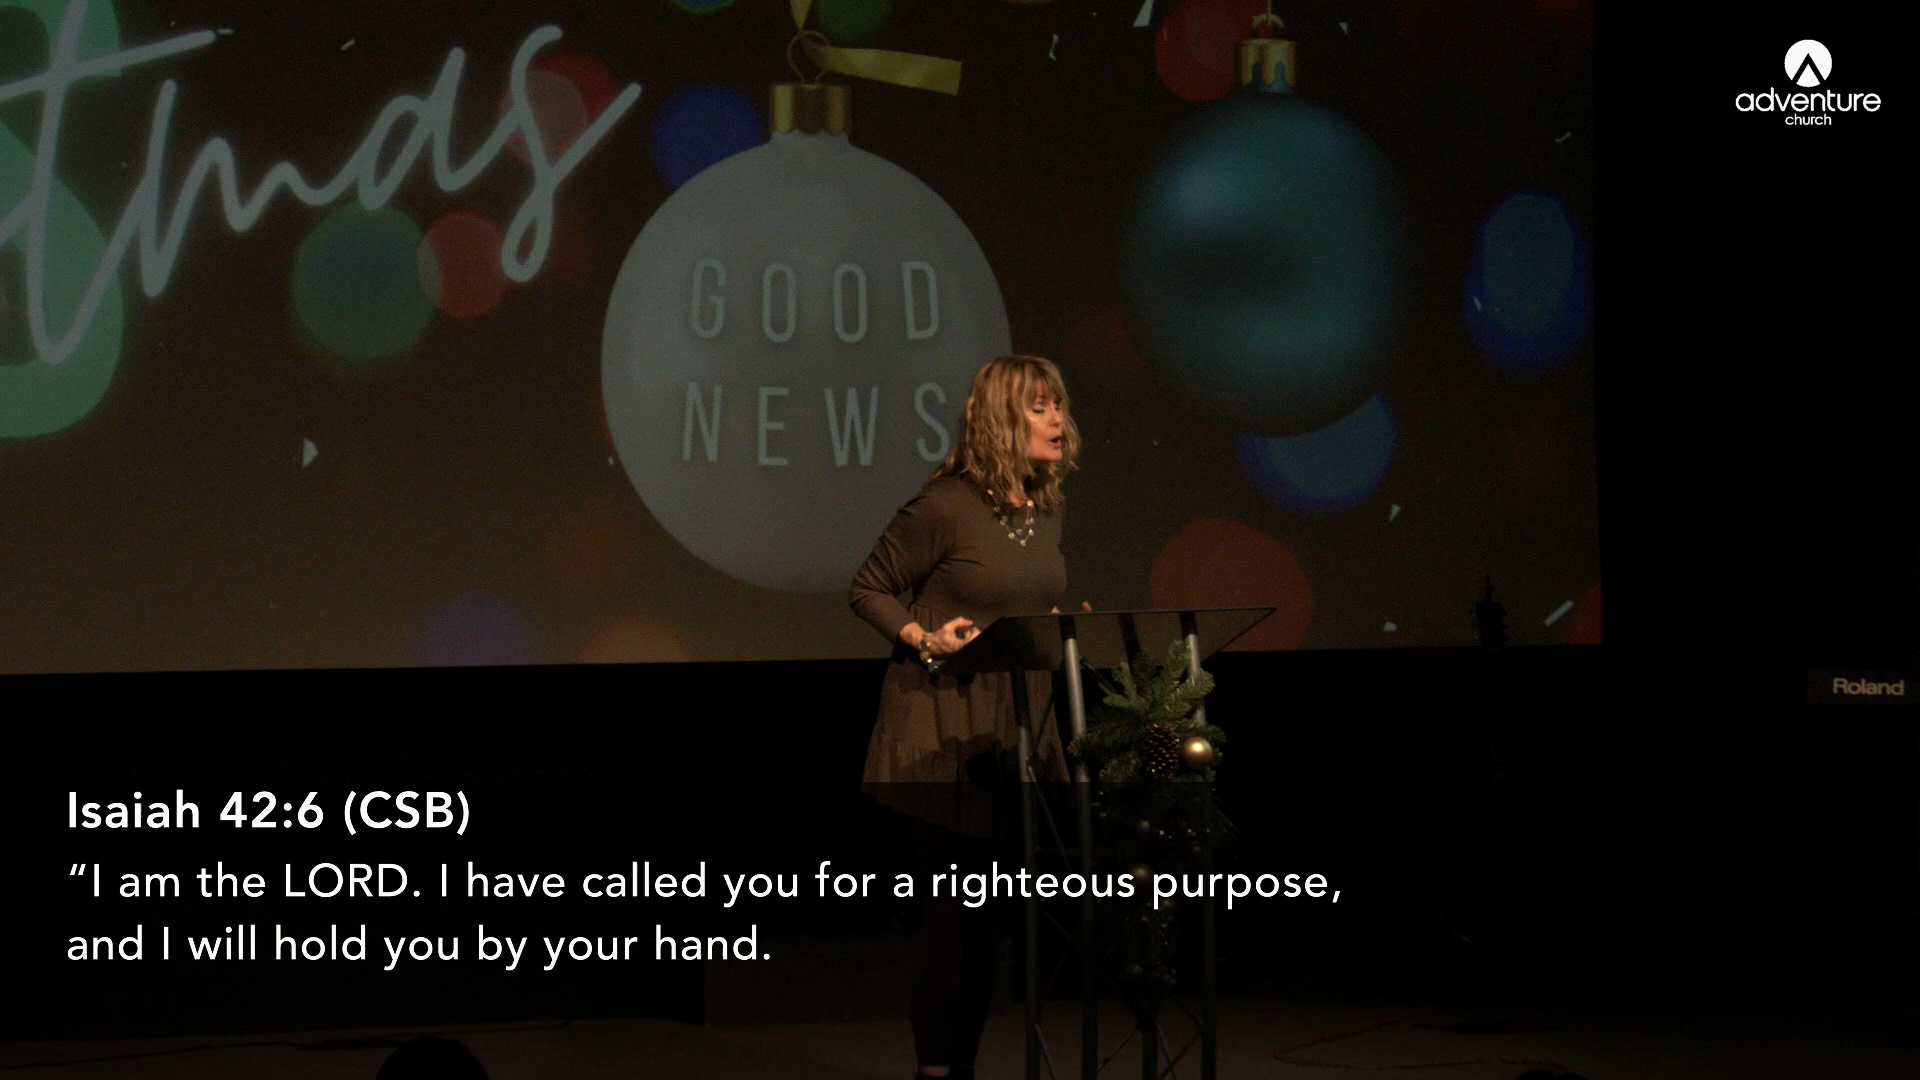 tmas
GOOD
NEWS
adventure
church
Roland
Isaiah 42:6 (CSB)
“I am the LORD. I have called you for a righteous purpose,
and I will hold you by your hand.